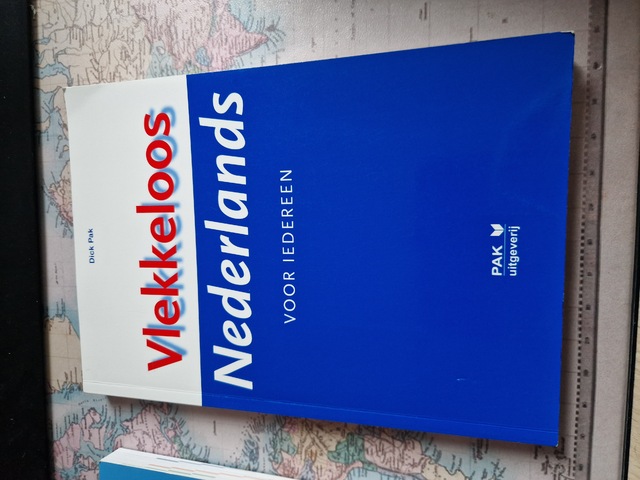 Dick Pak
Vlekkeloos
Nederlands
VOOR IEDEREEN
PAK
uitgeverij